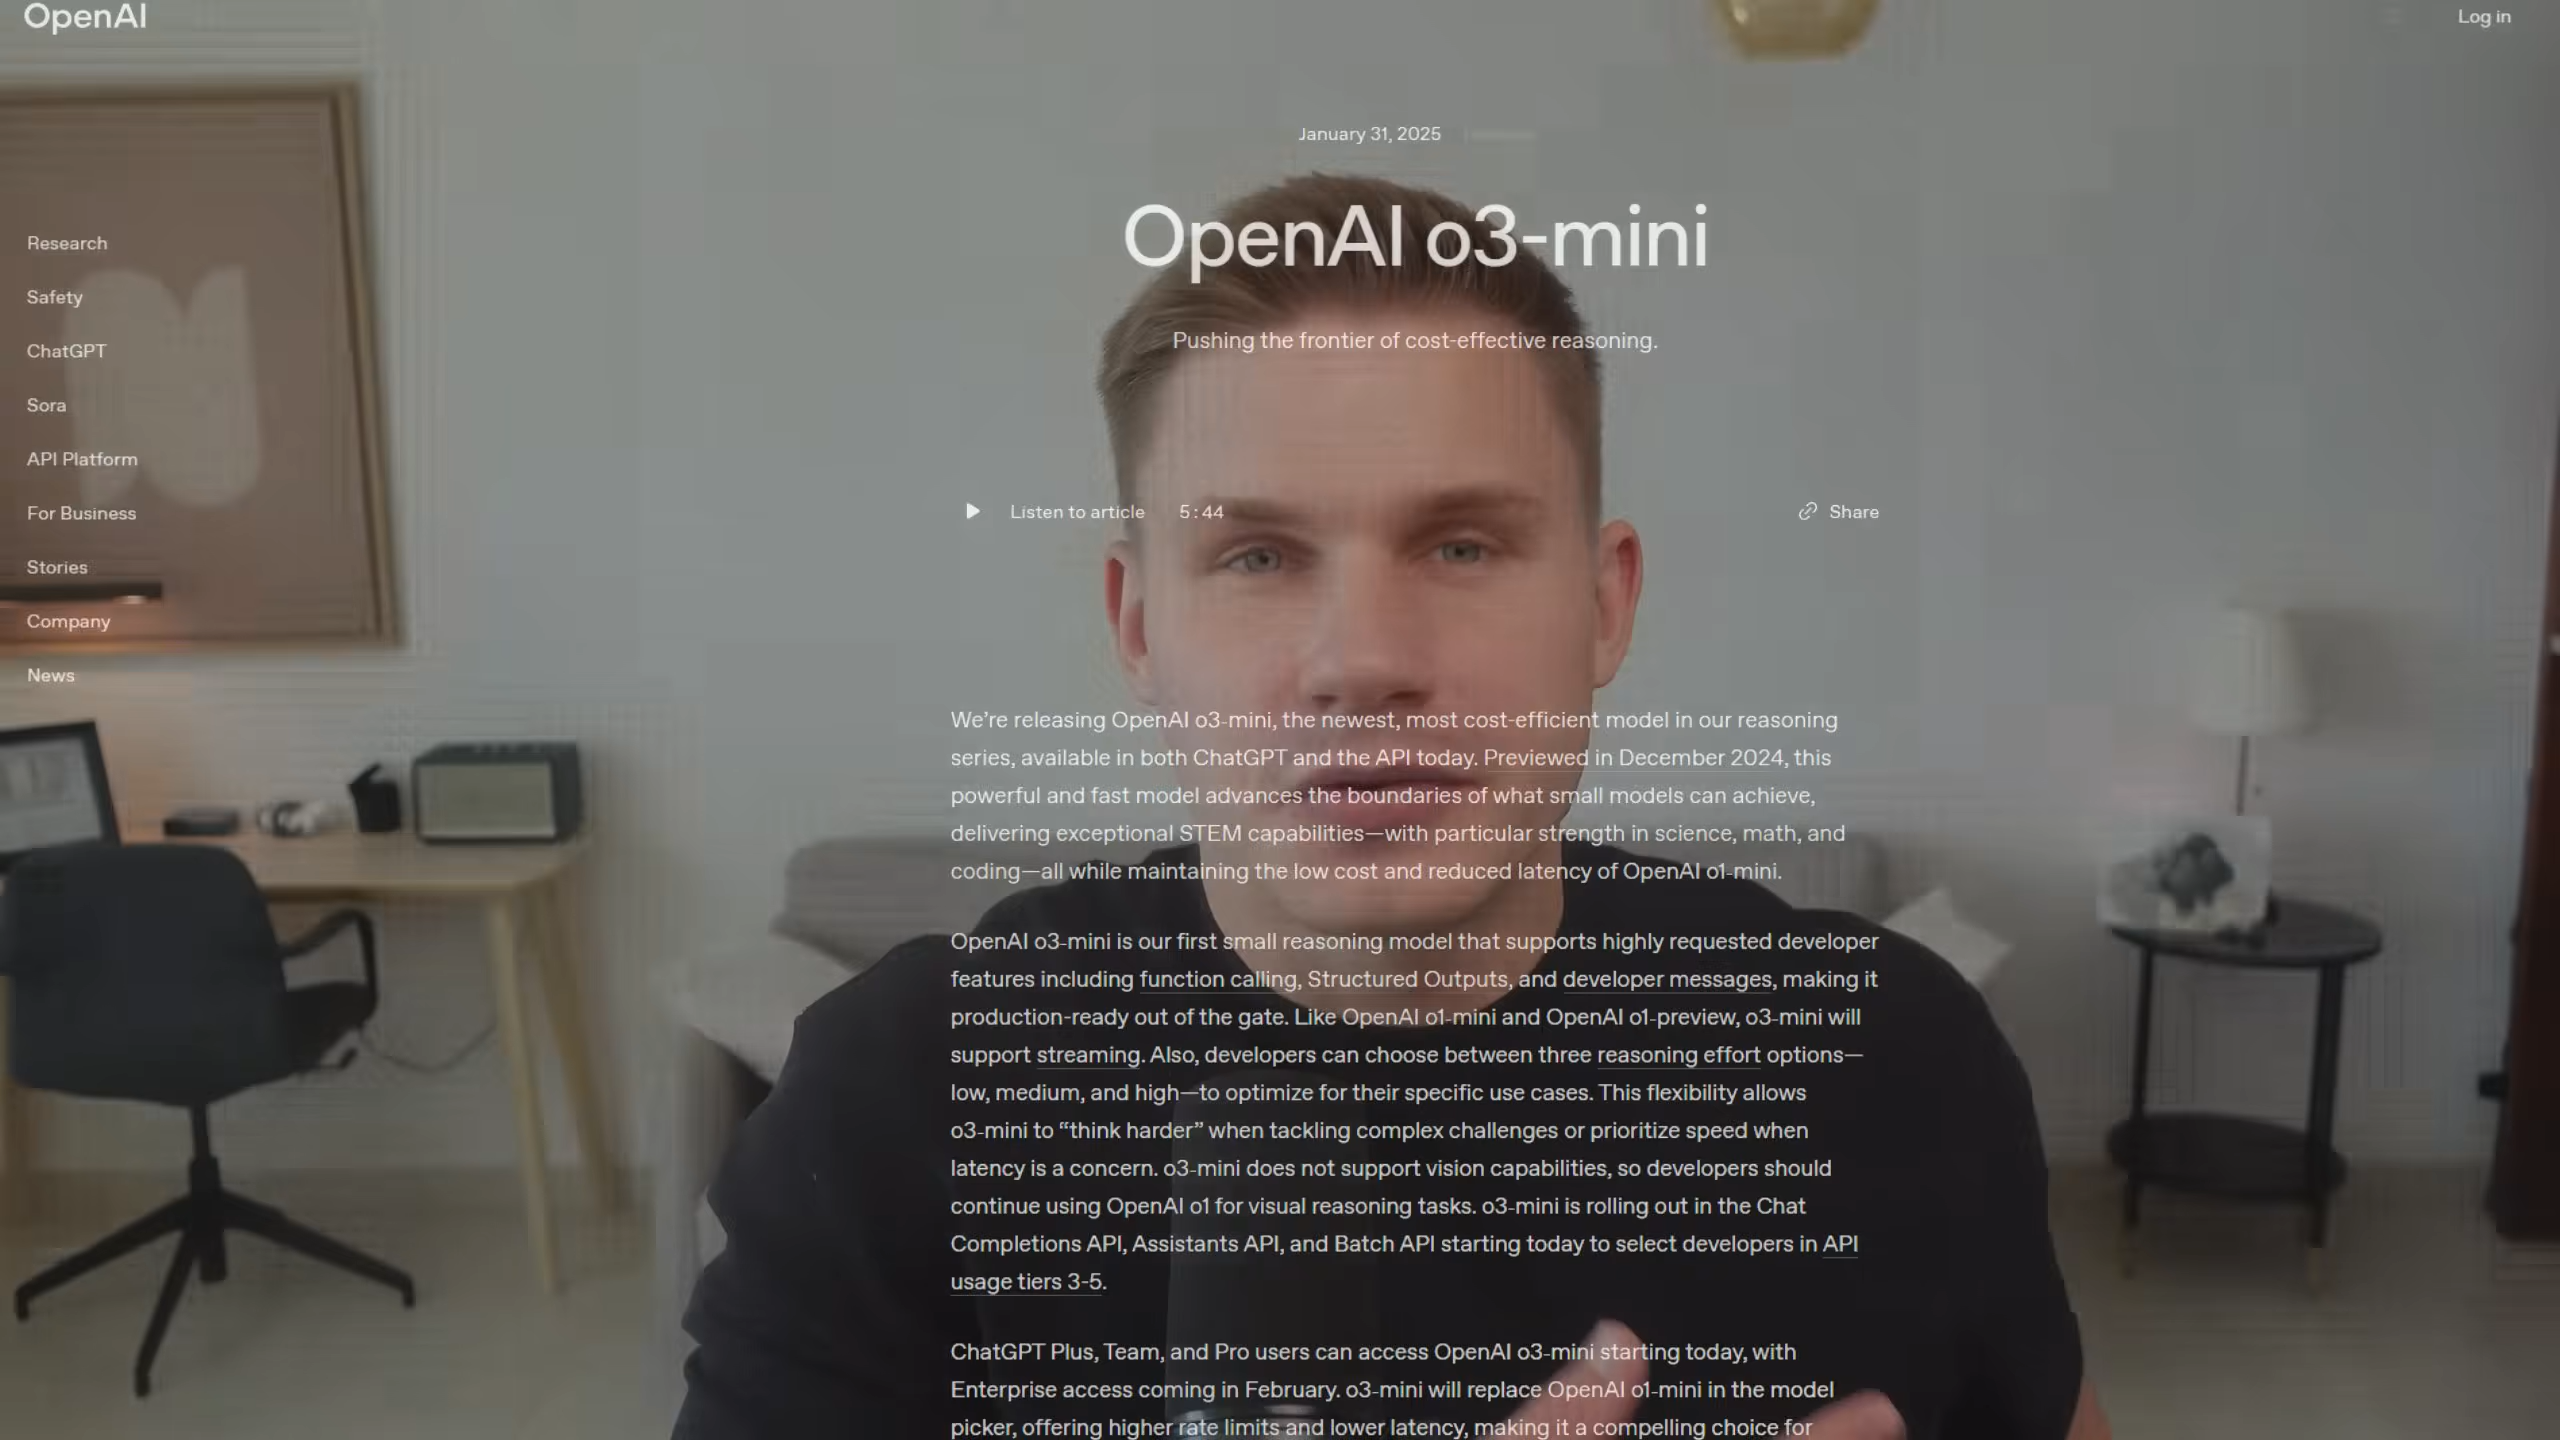 OpenAI
Log in
Research
Safety
ChatGPT
Sora
API Platform
For Business
Stories
Company
News
January 31, 2025
OpenAI o3-mini
Pushing the frontier of cost-effective reasoning.
Listen to article 5:44
Share
We’re releasing OpenAI o3-mini, the newest, most cost-efficient model in our reasoning
series, available in both ChatGPT and the API today. Previewed in December 2024, this
powerful and fast model advances the boundaries of what small models can achieve,
delivering exceptional STEM capabilities—with particular strength in science, math, and
coding—all while maintaining the low cost and reduced latency of OpenAI o1-mini.
OpenAI o3-mini is our first small reasoning model that supports highly requested developer
features including function calling, Structured Outputs, and developer messages, making it
production-ready out of the gate. Like OpenAI o1-mini and OpenAI o1-preview, o3-mini will
support streaming. Also, developers can choose between three reasoning effort options—
low, medium, and high—to optimize for their specific use cases. This flexibility allows
o3-mini to “think harder” when tackling complex challenges or prioritize speed when
latency is a concern. o3-mini does not support vision capabilities, so developers should
continue using OpenAI o1 for visual reasoning tasks. o3-mini is rolling out in the Chat
Completions API, Assistants API, and Batch API starting today to select developers in API
usage tiers 3-5.
ChatGPT Plus, Team, and Pro users can access OpenAI o3-mini starting today, with
Enterprise access coming in February. o3-mini will replace OpenAI o1-mini in the model
picker, offering higher rate limits and lower latency, making it a compelling choice for